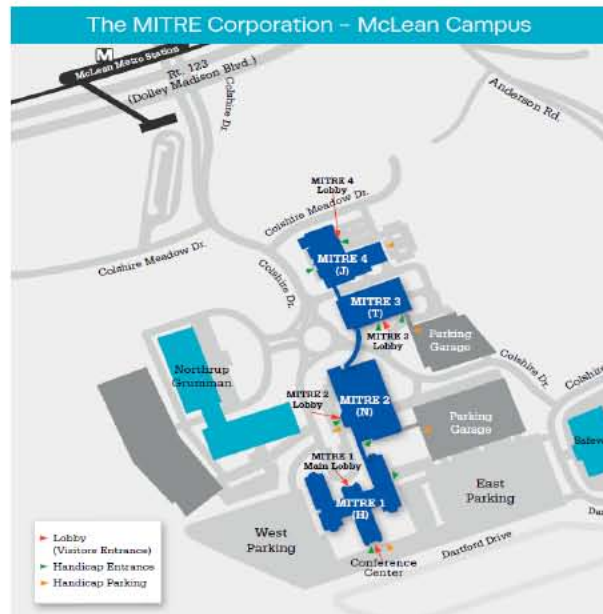 The MITRE Corporation – McLean Campus
M
McLean Metro Station
Rt. 123
(Dolley Madison Blvd.)
Colshire Dr.
Anderson Rd.
MITRE 4
Lobby
Colshire Meadow Dr.
Colshire Meadow Dr.
MITRE 4
(J)
Colshire Dr.
MITRE 3
(T)
MITRE 3
Lobby
Parking
Garage
Northrup
Grumman
Colshire Dr.
Colshire
MITRE 2
Lobby
MITRE 2
(N)
Parking
Garage
Safew
MITRE 1
Main Lobby
MITRE 1
(H)
East
Parking
West
Parking
Dartford Drive
Dar
Conference
Center
Lobby
(Visitors Entrance)
Handicap Entrance
Handicap Parking